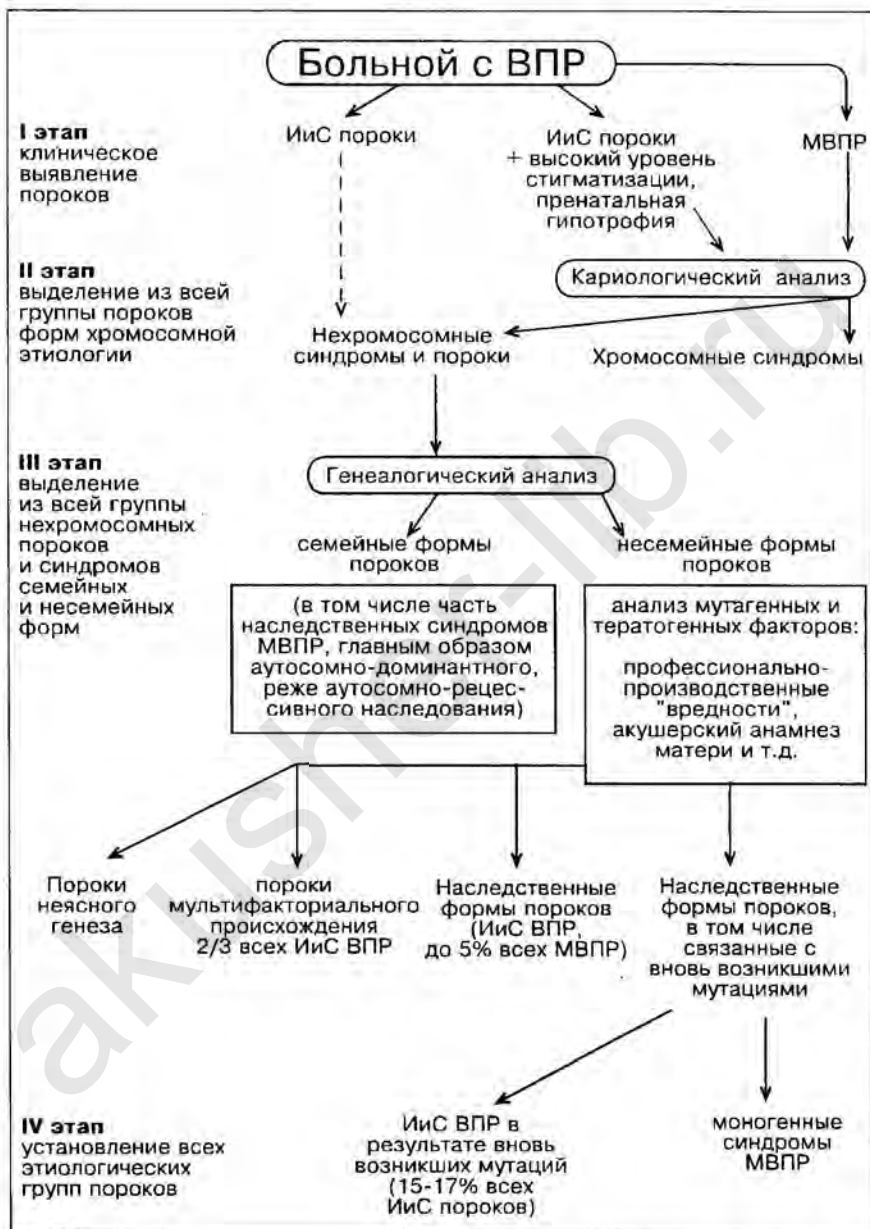 Больной с ВПР
I этап
клиническое
выявление
пороков
ИиС пороки
ИиС пороки
+ высокий уровень
стигматизации,
пренатальная
гипотрофия
МВПР
II этап
выделение из всей
группы пороков
форм хромосомной
этиологии
Кариологический анализ
Нехромосомные
синдромы и пороки
Хромосомные синдромы
III этап
выделение
из всей группы
нехромосомных
пороков
и синдромов
семейных
и несемейных
форм
Генеалогический анализ
семейные формы
пороков
несемейные формы
пороков
(в том числе часть
наследственных синдромов
МВПР, главным образом
аутосомно-доминантного,
реже аутосомно-рецес-
сивного наследования)
анализ мутагенных и
тератогенных факторов:
профессионально-
производственные
"вредности",
акушерский анамнез
матери и т.д.
Пороки
неясного
генеза
пороки
мультифакториального
происхождения
2/3 всех ИиС ВПР
Наследственные
формы пороков
(ИиС ВПР,
до 5% всех МВПР)
Наследственные
формы пороков,
в том числе
связанные с
вновь возникшими
мутациями
IV этап
установление всех
этиологических
групп пороков
ИиС ВПР в
результате вновь
возникших мутаций
(15-17% всех
ИиС пороков)
моногенные
синдромы
МВПР
akusher-lib.ru